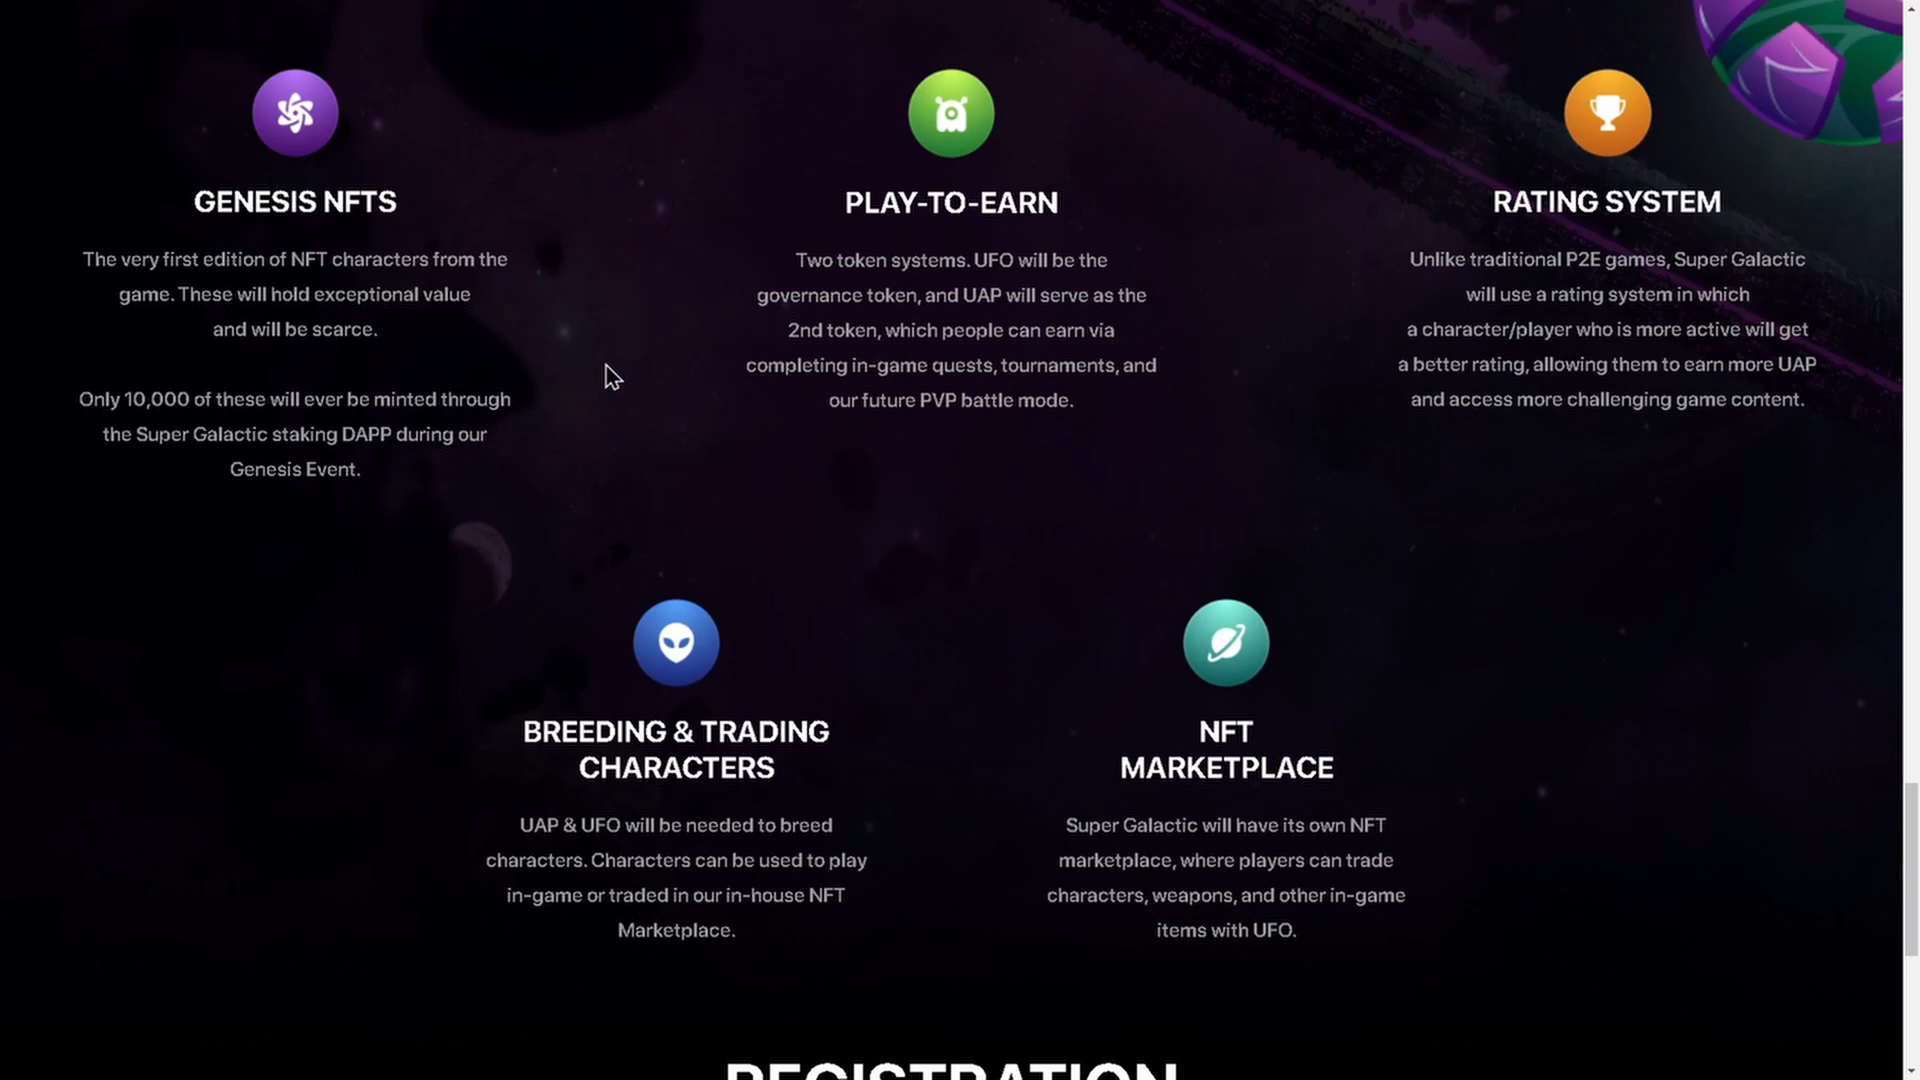 GENESIS NFTS
The very first edition of NFT characters from the
game. These will hold exceptional value
and will be scarce.
Only 10,000 of these will ever be minted through
the Super Galactic staking DAPP during our
Genesis Event.
PLAY-TO-EARN
Two token systems. UFO will be the
governance token, and UAP will serve as the
2nd token, which people can earn via
completing in-game quests, tournaments, and
our future PVP battle mode.
RATING SYSTEM
Unlike traditional P2E games, Super Galactic
will use a rating system in which
a character/player who is more active will get
a better rating, allowing them to earn more UAP
and access more challenging game content.
BREEDING & TRADING
CHARACTERS
UAP & UFO will be needed to breed
characters. Characters can be used to play
in-game or traded in our in-house NFT
Marketplace.
NFT
MARKETPLACE
Super Galactic will have its own NFT
marketplace, where players can trade
characters, weapons, and other in-game
items with UFO.
REGISTRATION